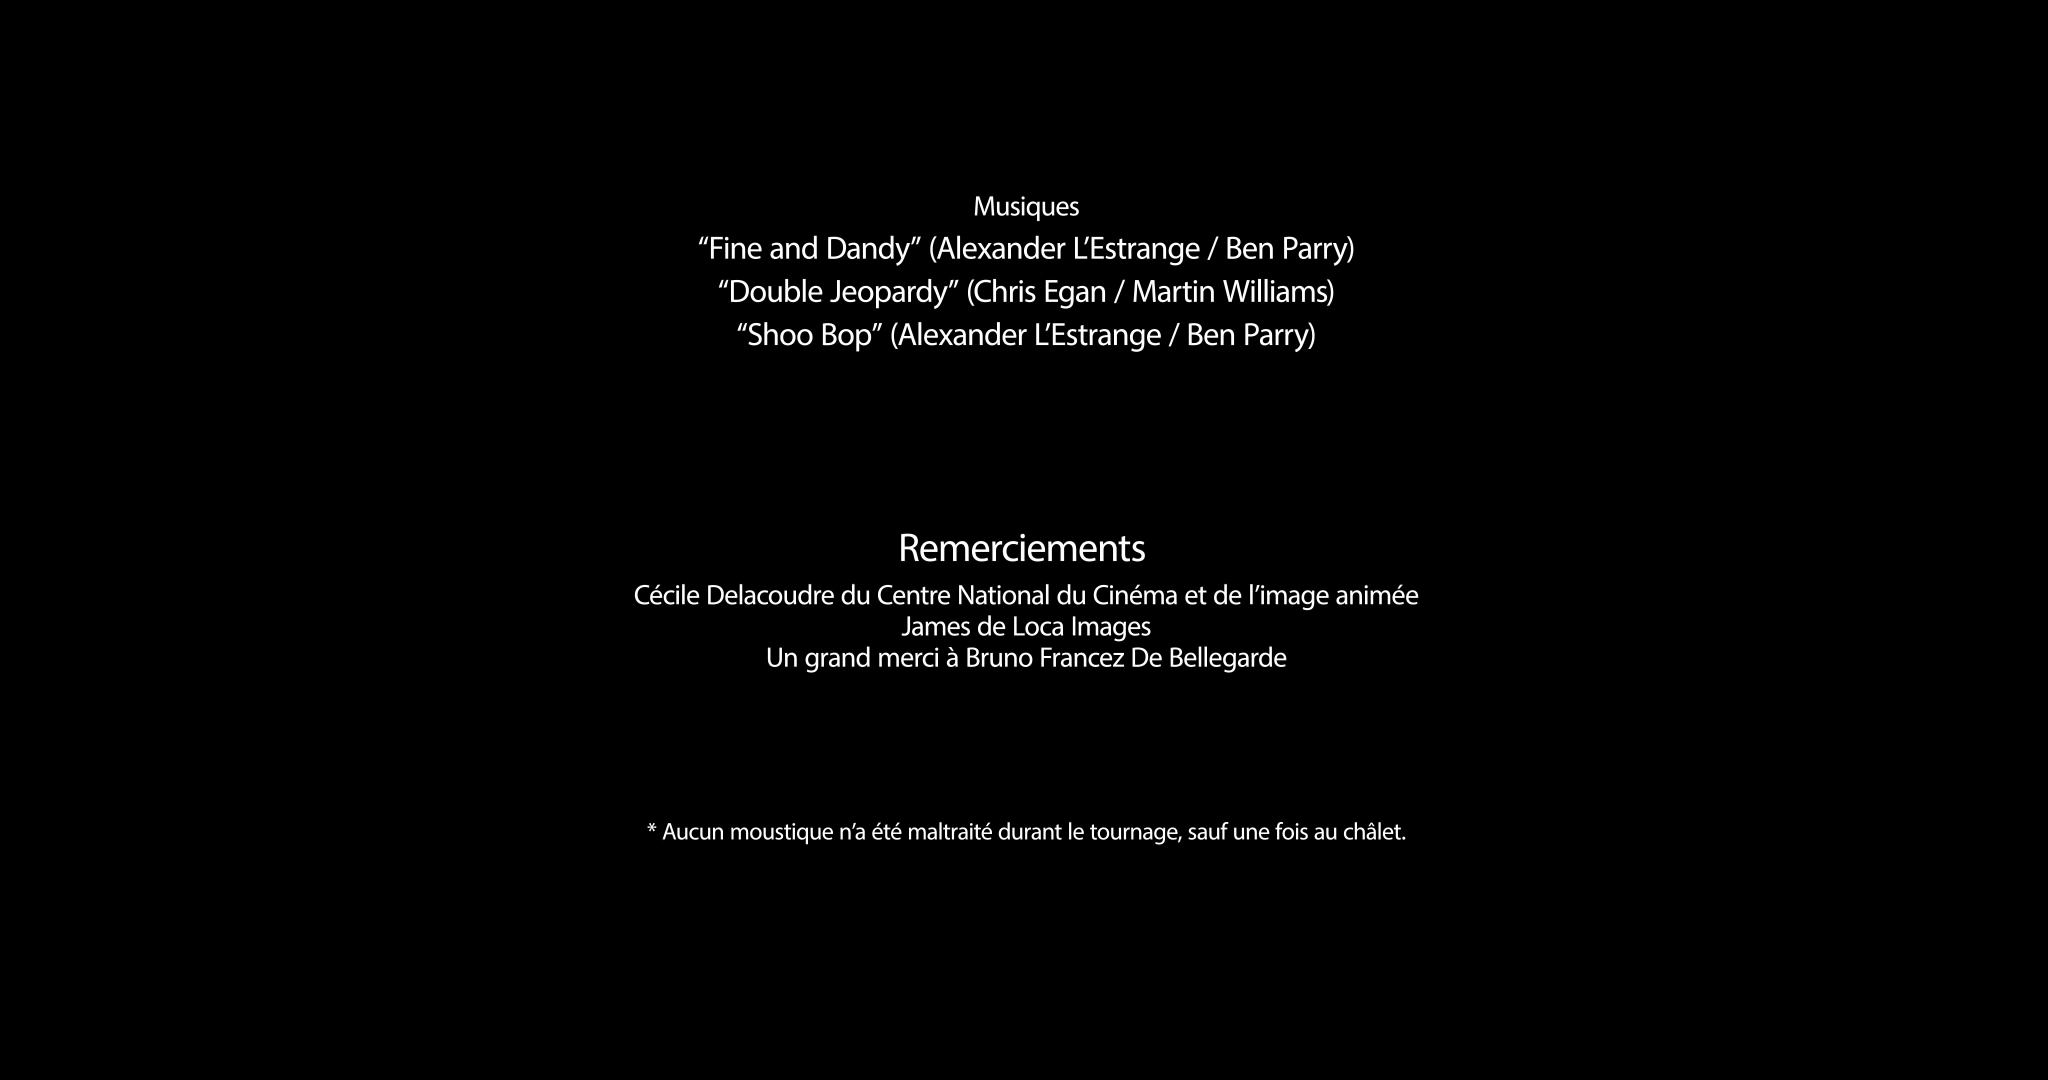 Musiques
“Fine and Dandy” (Alexander L’Estrange / Ben Parry)
“Double Jeopardy” (Chris Egan / Martin Williams)
“Shoo Bop” (Alexander L’Estrange / Ben Parry)
Remerciements
Cécile Delacoudre du Centre National du Cinéma et de l’image animée
James de Loca Images
Un grand merci à Bruno Francez De Bellegarde
* Aucun moustique n’a été maltraité durant le tournage, sauf une fois au châlet.